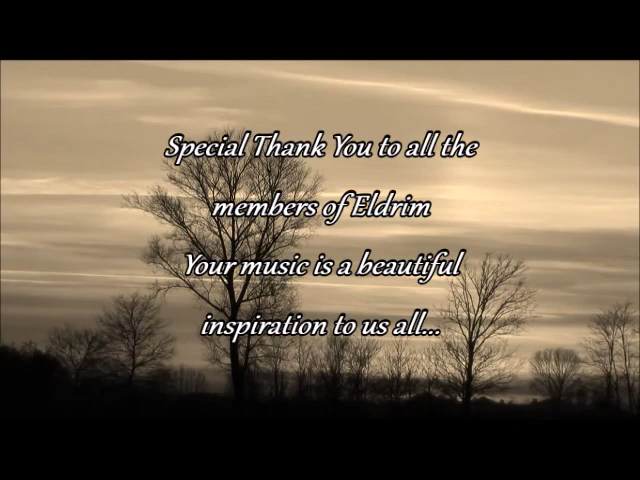 Special Thank You to all the
members of Eldrim
Your music is a beautiful
inspiration to us all...